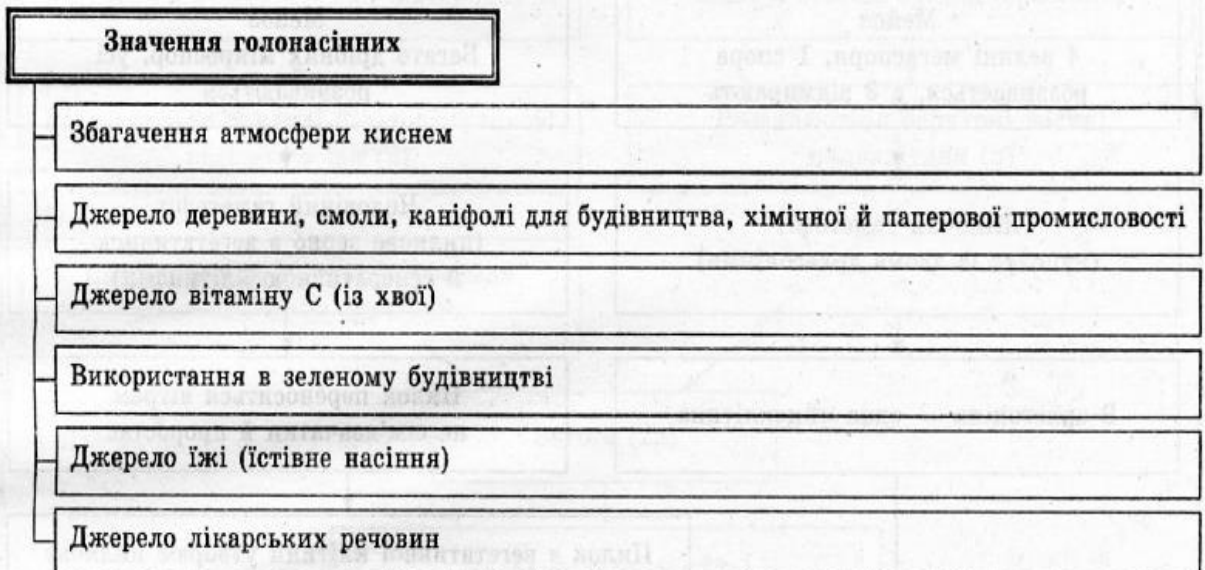 Значення голонасінних
Збагачення атмосфери киснем
Джерело деревини, смоли, каніфолі для будівництва, хімічної й паперової промисловості
Джерело вітаміну С (із хвої)
Використання в зеленому будівництві
Джерело їжі (їстівне насіння)
Джерело лікарських речовин